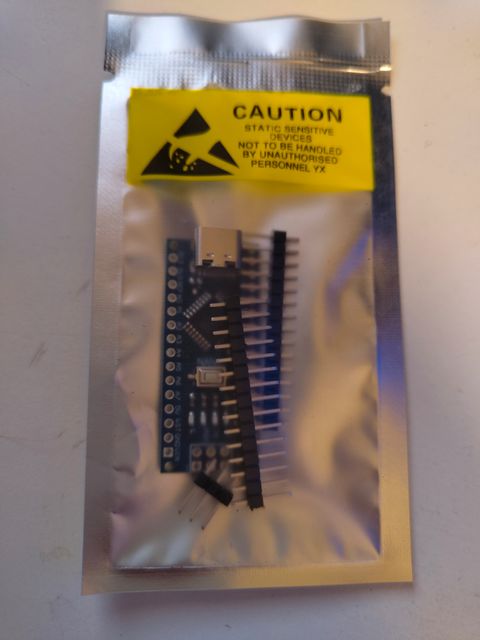 CAUTION
STATIC SENSITIVE
DEVICES
NOT TO BE HANDLED
BY UNAUTHORISED
PERSONNEL YX